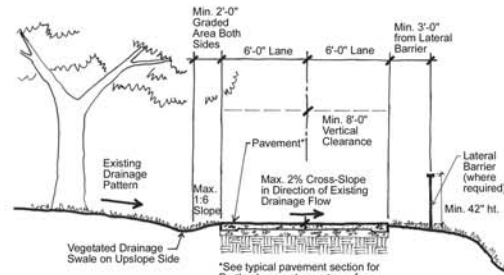 Min. 2'-0"
Graded
Area Both
Sides
6'-0" Lane
6'-0" Lane
Min. 3'-0"
from Lateral
Barrier
Min. 8'-0"
Vertical
Clearance
Pavement*
Existing
Drainage
Pattern
Max.
1:6
Slope
Max. 2% Cross-Slope
in Direction of Existing
Drainage Flow
Lateral
Barrier
(where
required)
Min. 42" ht.
Vegetated Drainage
Swale on Upslope Side
*See typical pavement section for